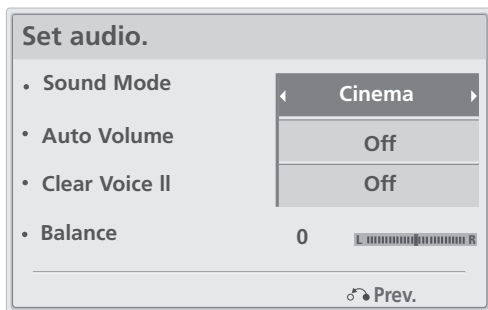 Set audio.
• Sound Mode Cinema
• Auto Volume Off
• Clear Voice ll Off
• Balance 0 L R
Prev.